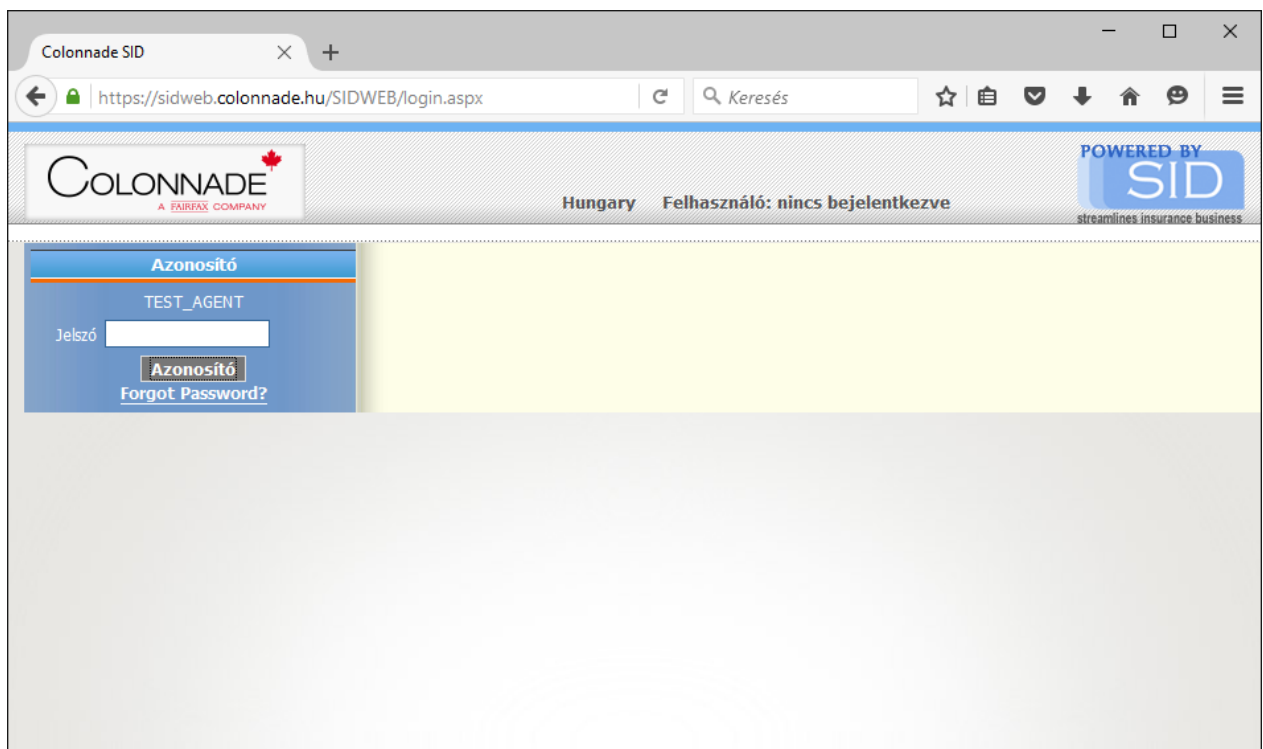 Colonnade SID
https://sidweb.colonnade.hu/SIDWEB/login.aspx
Keresés
COLONNADE
A FAIRFAX COMPANY
Hungary Felhasználó: nincs bejelentkezve
POWERED BY
SID
streamlines insurance business
Azonosító
TEST_AGENT
Jelszó
Azonosító
Forgot Password?